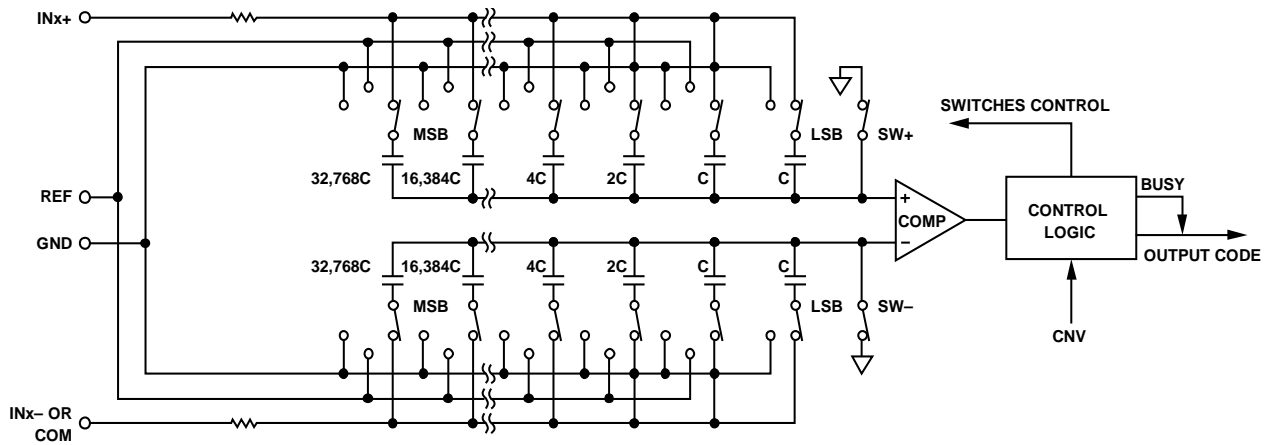 INx+
SWITCHES CONTROL
MSB
LSB
SW+
32,768C
16,384C
4C
2C
C
C
REF
GND
+
COMP
−
BUSY
CONTROL
LOGIC
OUTPUT CODE
32,768C
16,384C
4C
2C
C
C
MSB
LSB
SW−
CNV
INx− OR
COM